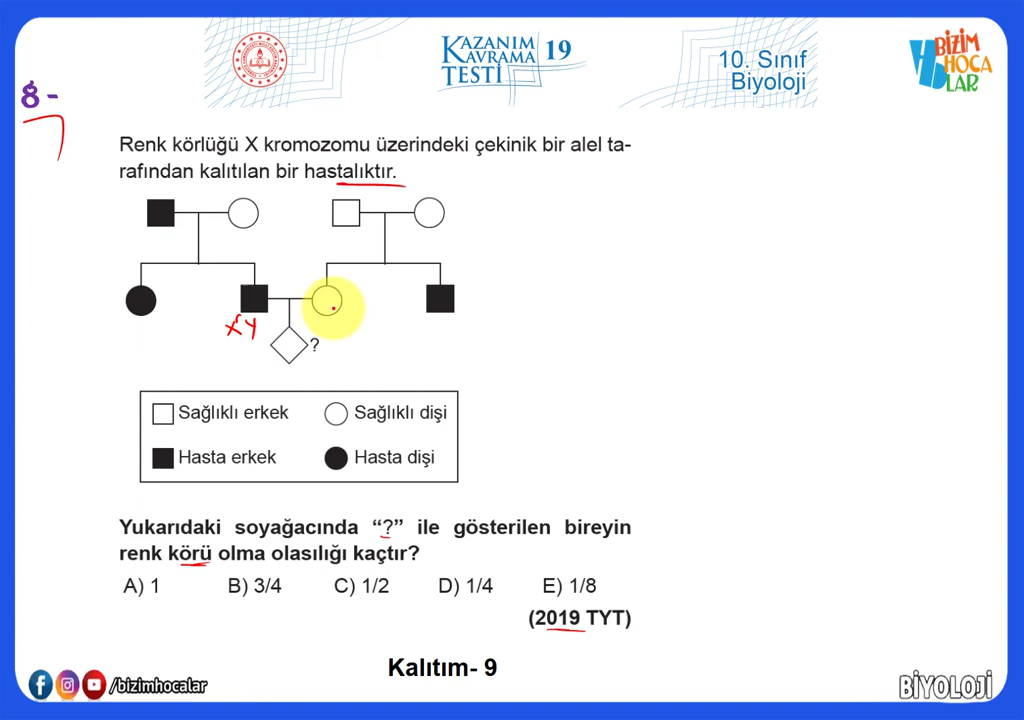 KAZANIM
KAVRAMA
TESTİ
19
10. Sınıf
Biyoloji
BİZİM
HOCA
LAR
8-
Renk körlüğü X kromozomu üzerindeki çekinik bir alel ta-
rafından kalıtılan bir hastalıktır.
XrY
?
Sağlıklı erkek
Sağlıklı dişi
Hasta erkek
Hasta dişi
Yukarıdaki soyağacında “?” ile gösterilen bireyin
renk körü olma olasılığı kaçtır?
A) 1 B) 3/4 C) 1/2 D) 1/4 E) 1/8
(2019 TYT)
Kalıtım- 9
/bizimhocalar
BİYOLOJİ